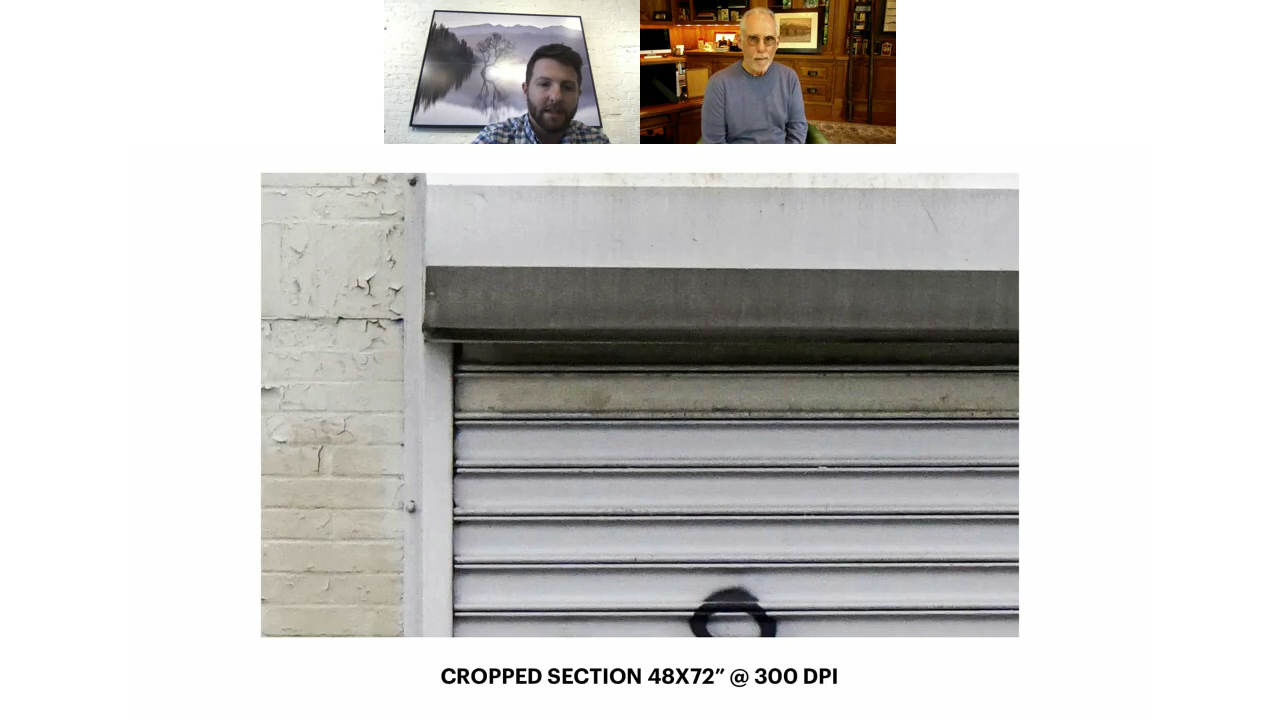 CROPPED SECTION 48X72” @ 300 DPI